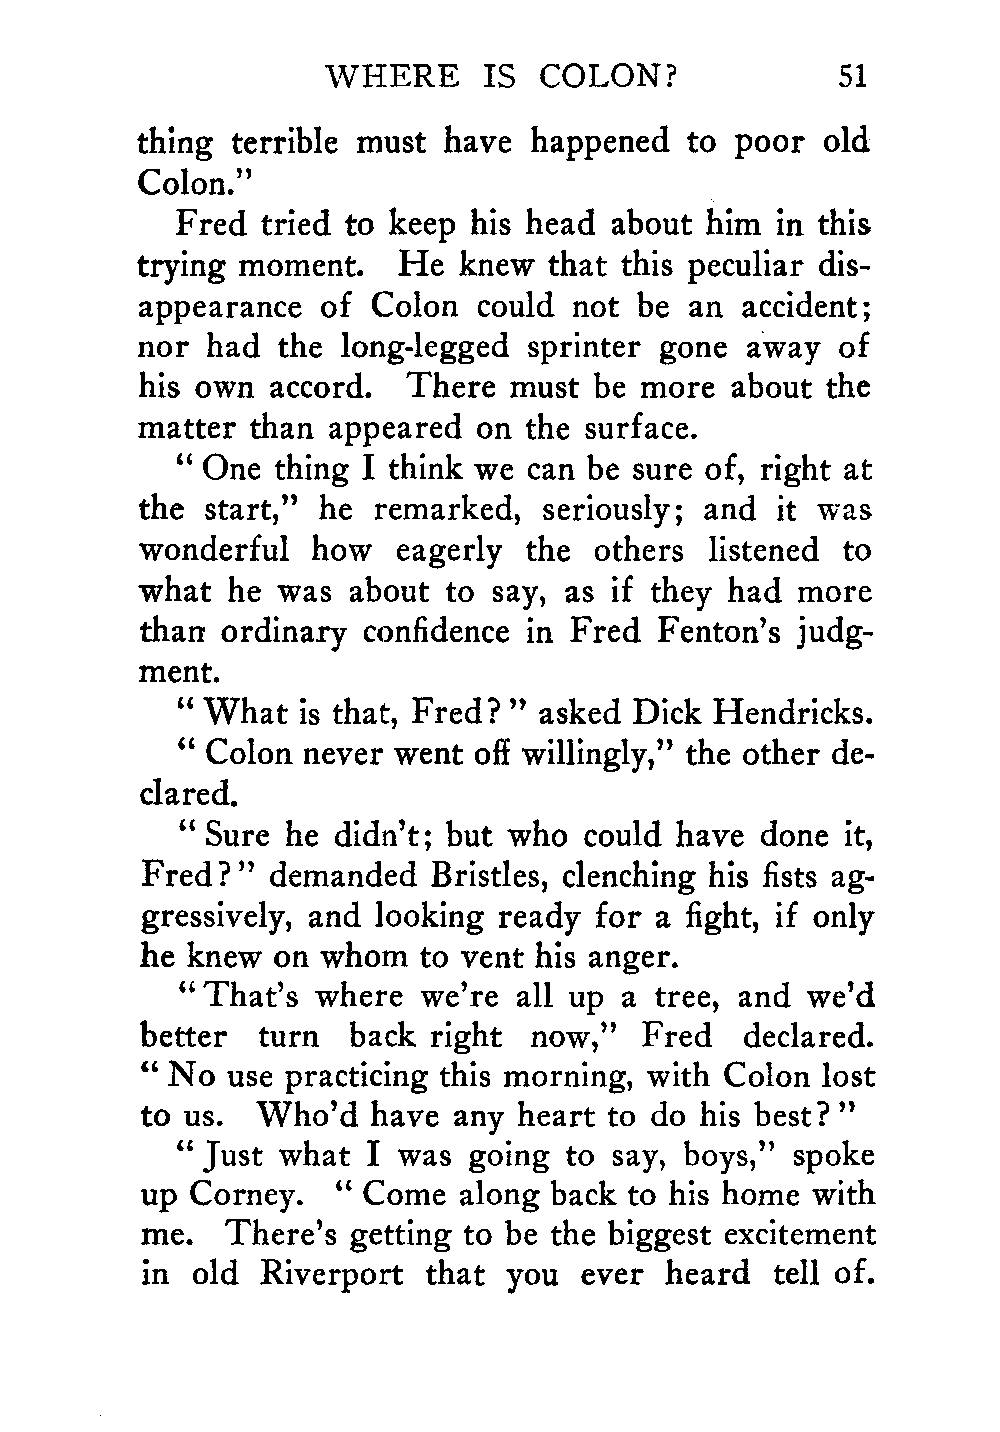 WHERE IS COLON? 51
thing terrible must have happened to poor old
Colon."
Fred tried to keep his head about him in this
trying moment. He knew that this peculiar dis-
appearance of Colon could not be an accident;
nor had the long-legged sprinter gone away of
his own accord. There must be more about the
matter than appeared on the surface.
" One thing I think we can be sure of, right at
the start," he remarked, seriously; and it was
wonderful how eagerly the others listened to
what he was about to say, as if they had more
than ordinary confidence in Fred Fenton's judg-
ment.
" What is that, Fred? " asked Dick Hendricks.
" Colon never went off willingly," the other de-
clared.
" Sure he didn't; but who could have done it,
Fred? " demanded Bristles, clenching his fists ag-
gressively, and looking ready for a fight, if only
he knew on whom to vent his anger.
" That's where we're all up a tree, and we'd
better turn back right now," Fred declared.
" No use practicing this morning, with Colon lost
to us. Who'd have any heart to do his best? "
" Just what I was going to say, boys," spoke
up Corney. " Come along back to his home with
me. There's getting to be the biggest excitement
in old Riverport that you ever heard tell of.